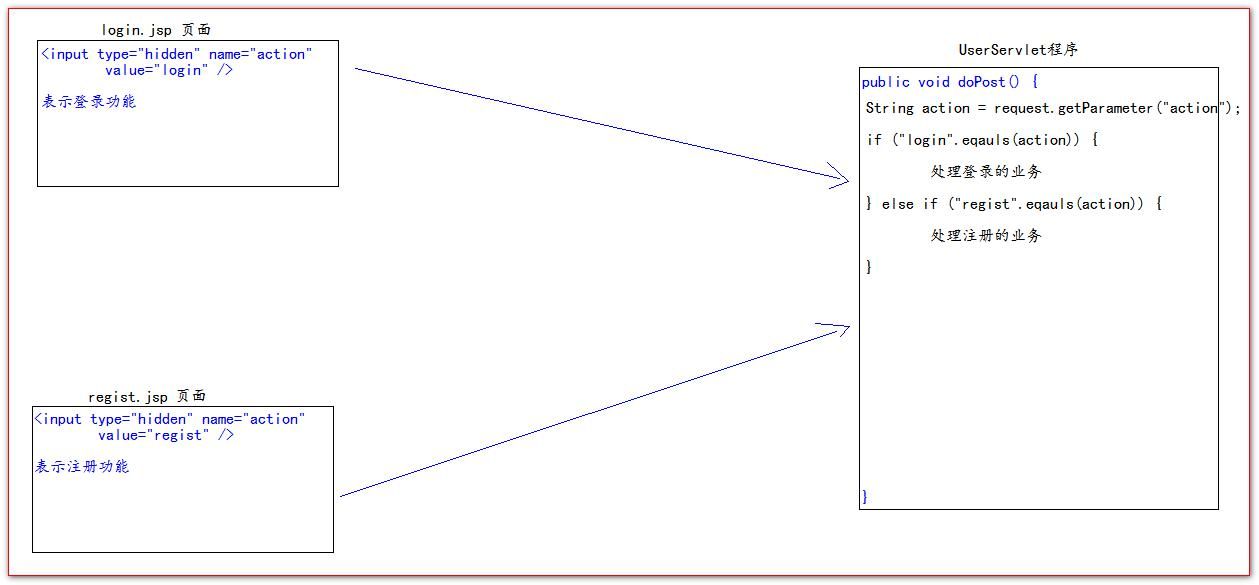 login.jsp 页面
<input type="hidden" name="action"
value="login" />
表示登录功能
regist.jsp 页面
<input type="hidden" name="action"
value="regist" />
表示注册功能
UserServlet程序
public void doPost() {
String action = request.getParameter("action");
if ("login".eqauls(action)) {
处理登录的业务
} else if ("regist".eqauls(action)) {
处理注册的业务
}
}